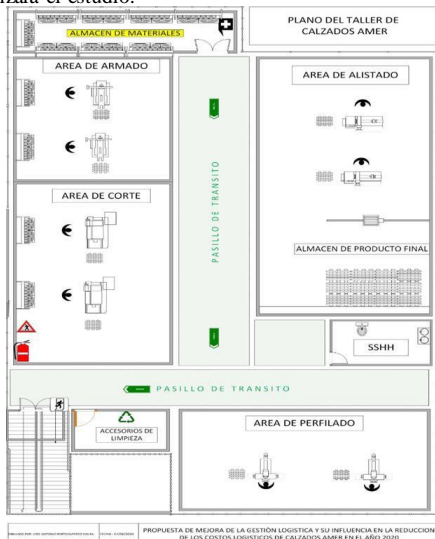 PLANO DEL TALLER DE
CALZADOS AMER
ALMACEN DE MATERIALES
AREA DE ARMADO
AREA DE ALISTADO
AREA DE CORTE
PASILLO DE TRANSITO
ALMACEN DE PRODUCTO FINAL
SSHH
PASILLO DE TRANSITO
ACCESORIOS DE
LIMPIEZA
AREA DE PERFILADO
PROPUESTA DE MEJORA DE LA GESTIÓN LOGISTICA Y SU INFLUENCIA EN LA REDUCCION
DE LOS COSTOS LOGISTICOS DE CALZADOS AMER EN EL AÑO 2020